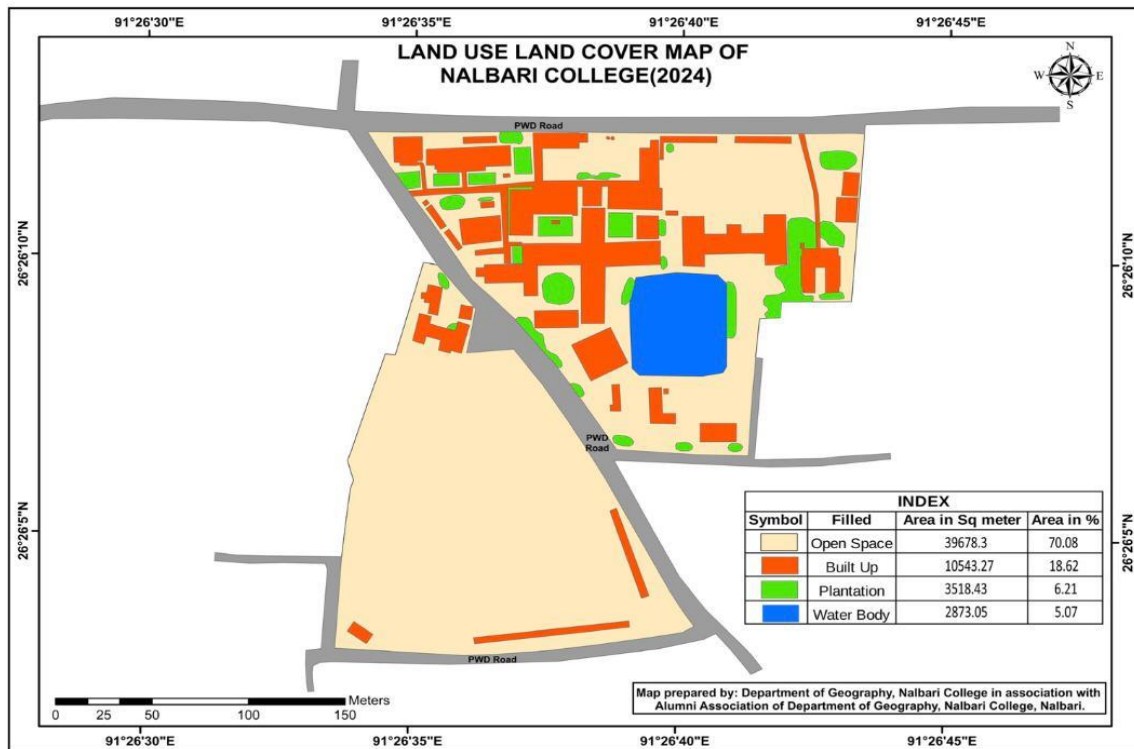 91°26'30"E 91°26'35"E 91°26'40"E 91°26'45"E
LAND USE LAND COVER MAP OF
NALBARI COLLEGE(2024)
N
W E
S
PWD Road
26°26'10"N 26°26'10"N
PWD
Road
26°26'5"N 26°26'5"N
INDEX
Symbol Filled Area in Sq meter Area in %
Open Space 39678.3 70.08
Built Up 10543.27 18.62
Plantation 3518.43 6.21
Water Body 2873.05 5.07
PWD Road
Meters
0 25 50 100 150
Map prepared by: Department of Geography, Nalbari College in association with
Alumni Association of Department of Geography, Nalbari College, Nalbari.
91°26'30"E 91°26'35"E 91°26'40"E 91°26'45"E